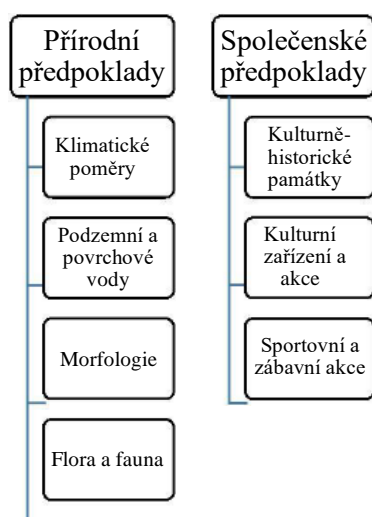 Přírodní
předpoklady
Klimatické
poměry
Podzemní a
povrchové
vody
Morfologie
Flora a fauna
Společenské
předpoklady
Kulturně-
historické
památky
Kulturní
zařízení a
akce
Sportovní a
zábavní akce